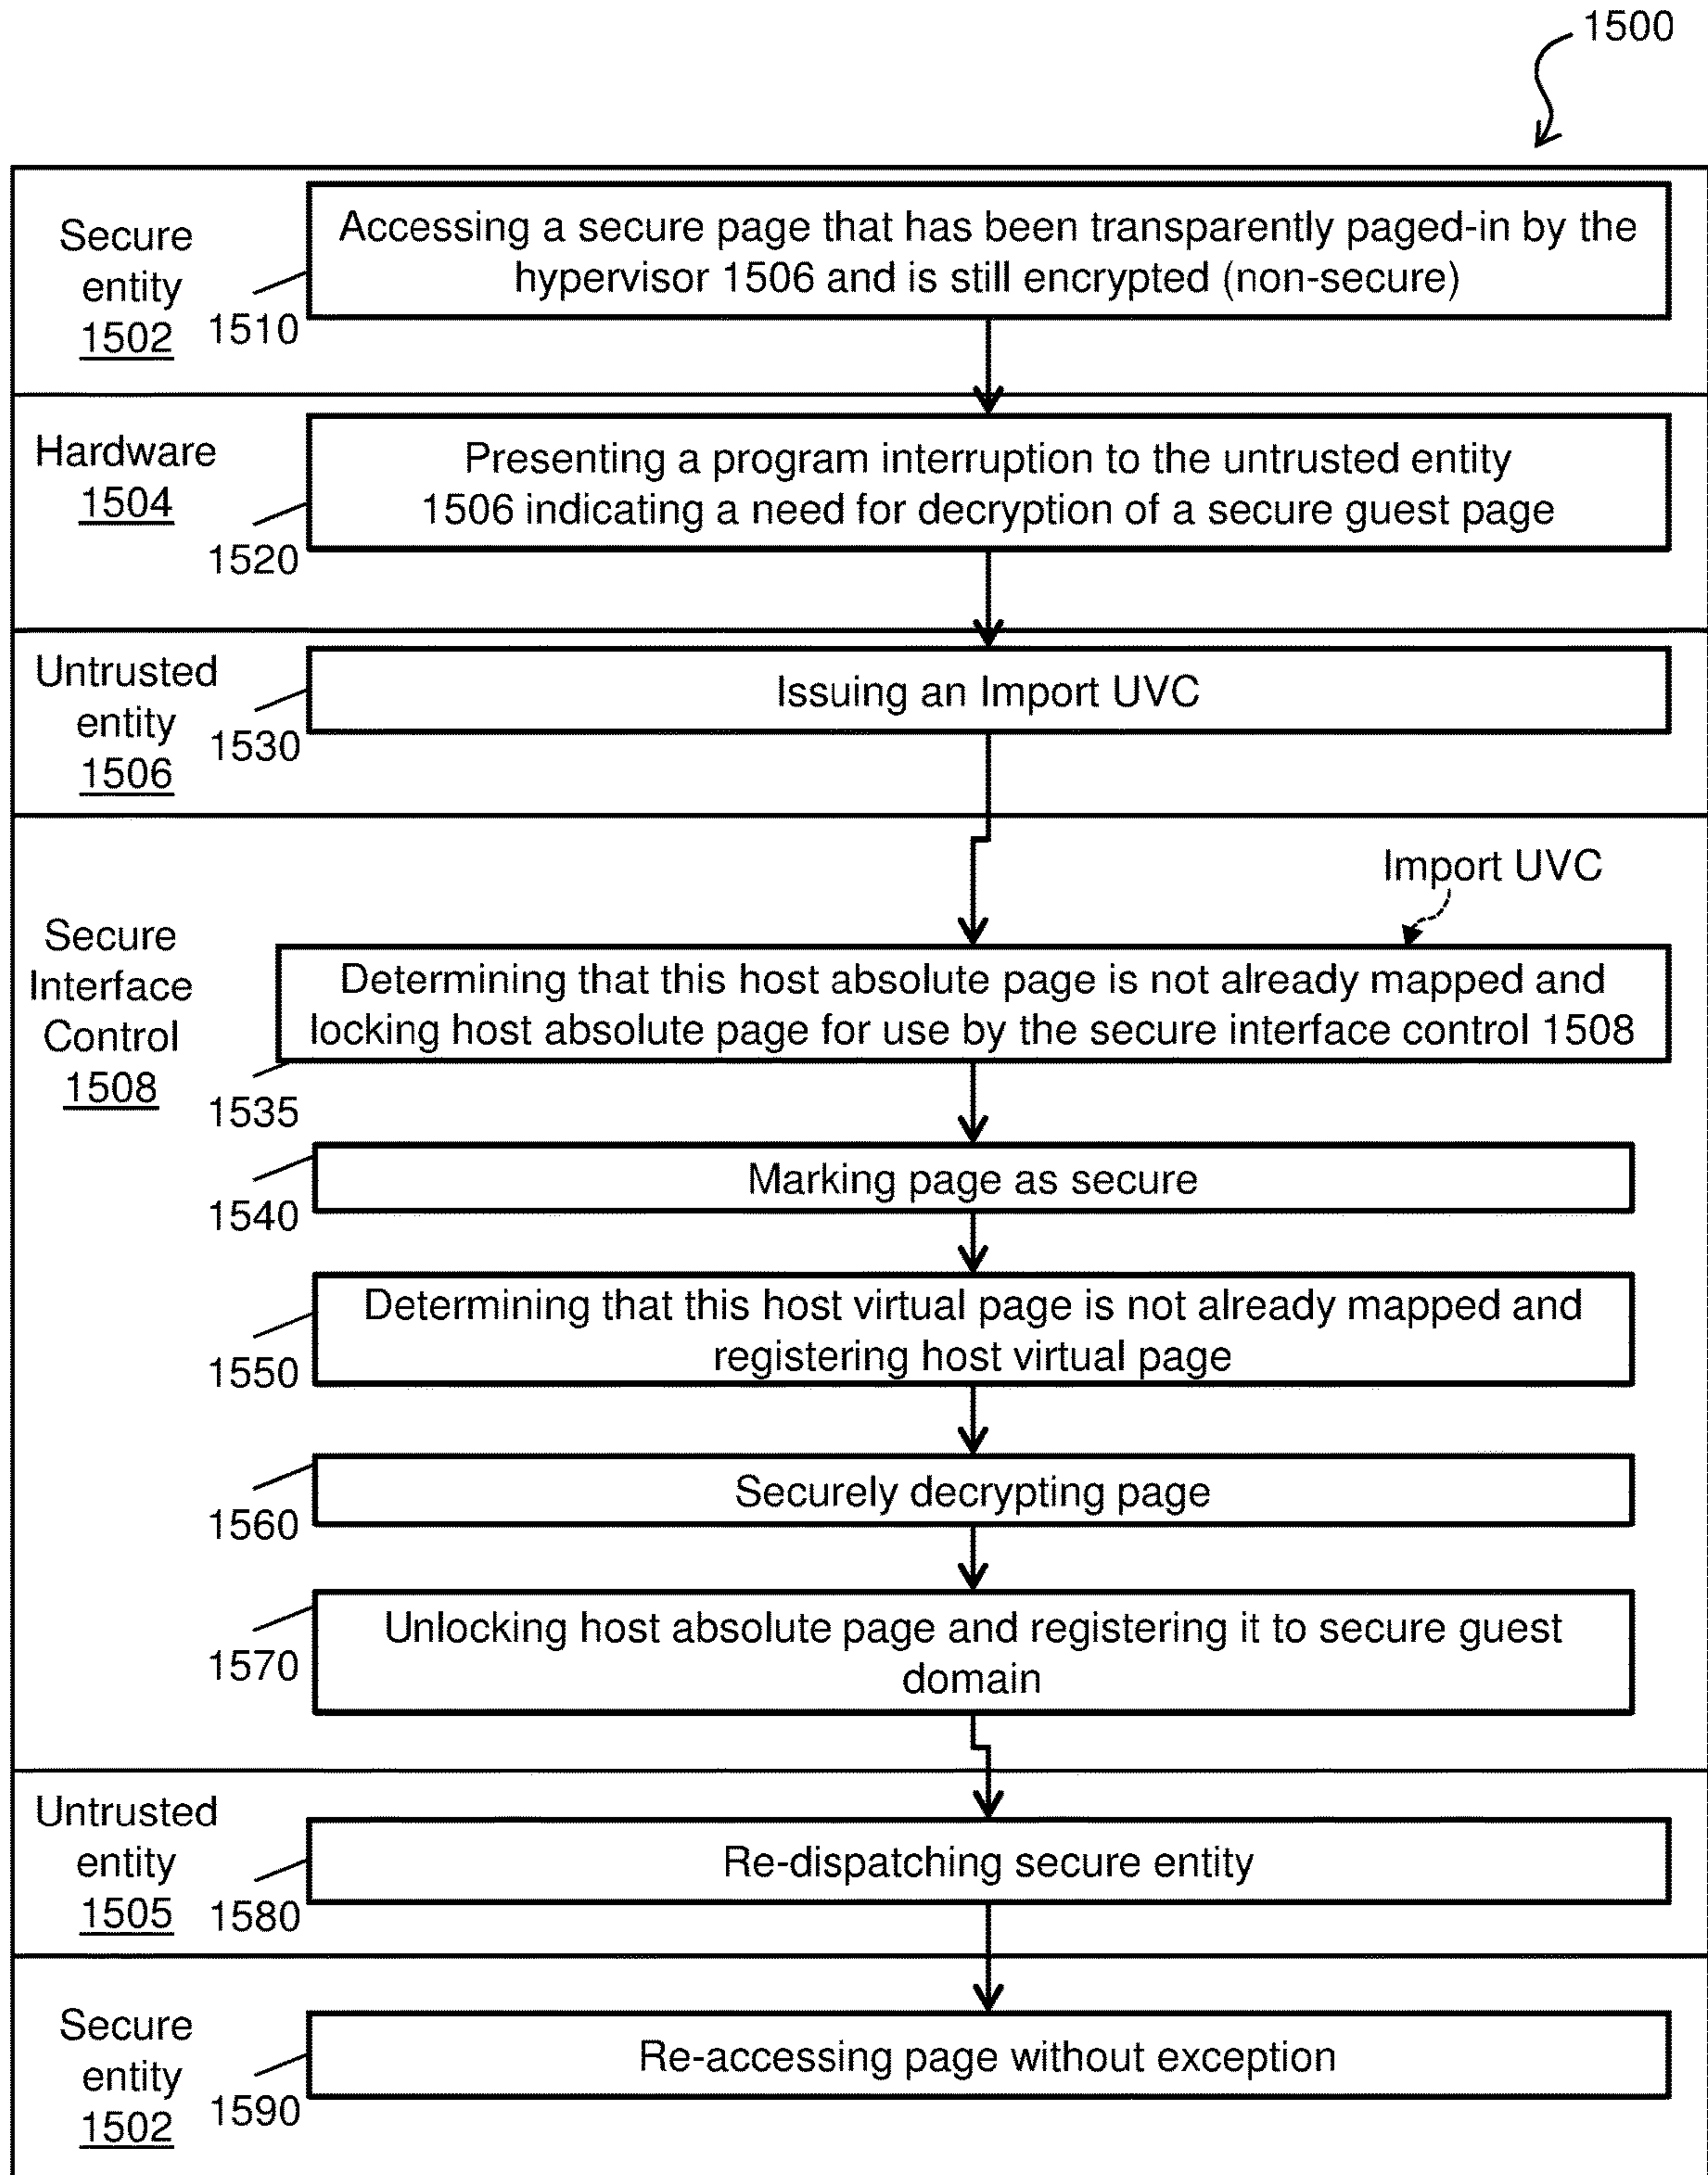 1500
Secure
entity
1502
1510
Accessing a secure page that has been transparently paged-in by the
hypervisor 1506 and is still encrypted (non-secure)
Hardware
1504
1520
Presenting a program interruption to the untrusted entity
1506 indicating a need for decryption of a secure guest page
Untrusted
entity
1506
1530
Issuing an Import UVC
Import UVC
Secure
Interface
Control
1508
Determining that this host absolute page is not already mapped and
locking host absolute page for use by the secure interface control 1508
1535
Marking page as secure
1540
Determining that this host virtual page is not already mapped and
registering host virtual page
1550
Securely decrypting page
1560
Unlocking host absolute page and registering it to secure guest
domain
1570
Untrusted
entity
1505
1580
Re-dispatching secure entity
Secure
entity
1502
1590
Re-accessing page without exception